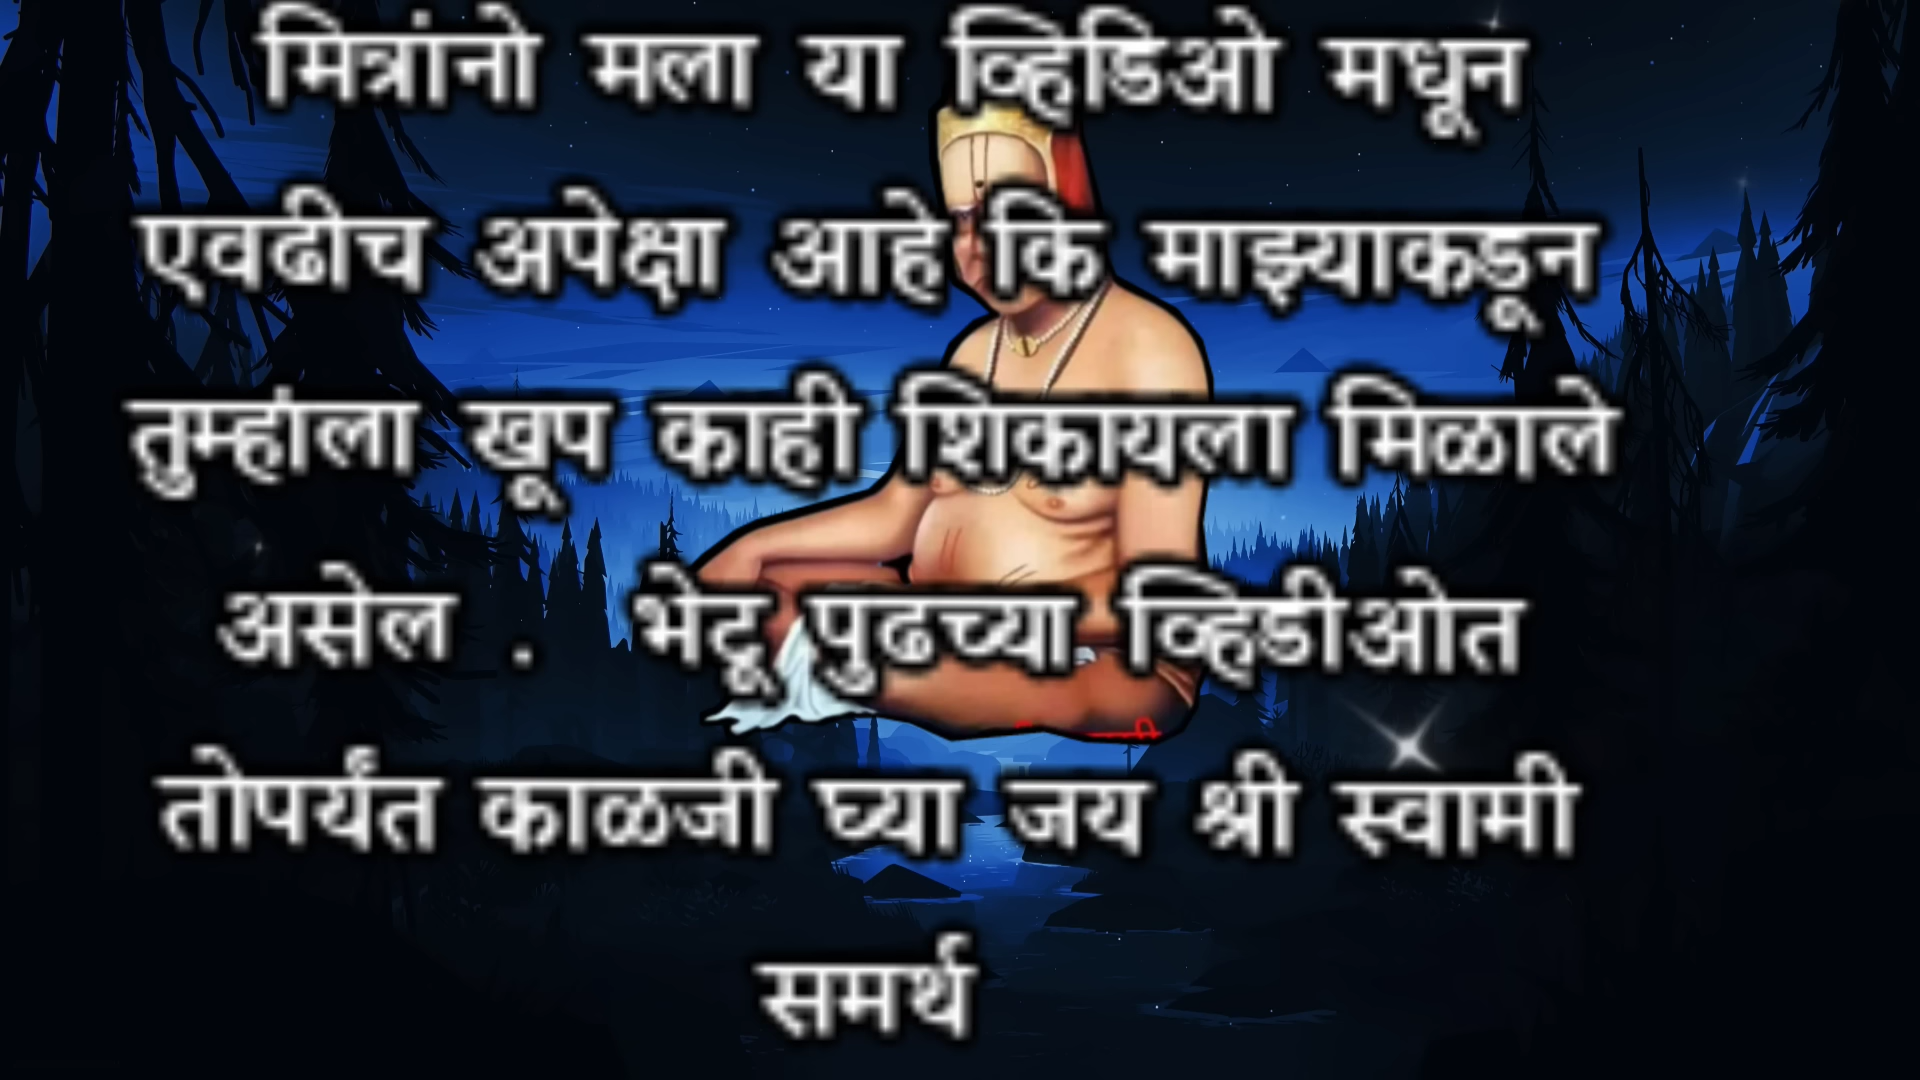 मित्रांनो मला या व्हिडिओ मधून
एवढीच अपेक्षा आहे कि माझ्याकडून
तुम्हांला खूप काही शिकायला मिळाले
असेल . भेटू पुढच्या व्हिडीओत
तोपर्यंत काळजी घ्या जय श्री स्वामी
समर्थ